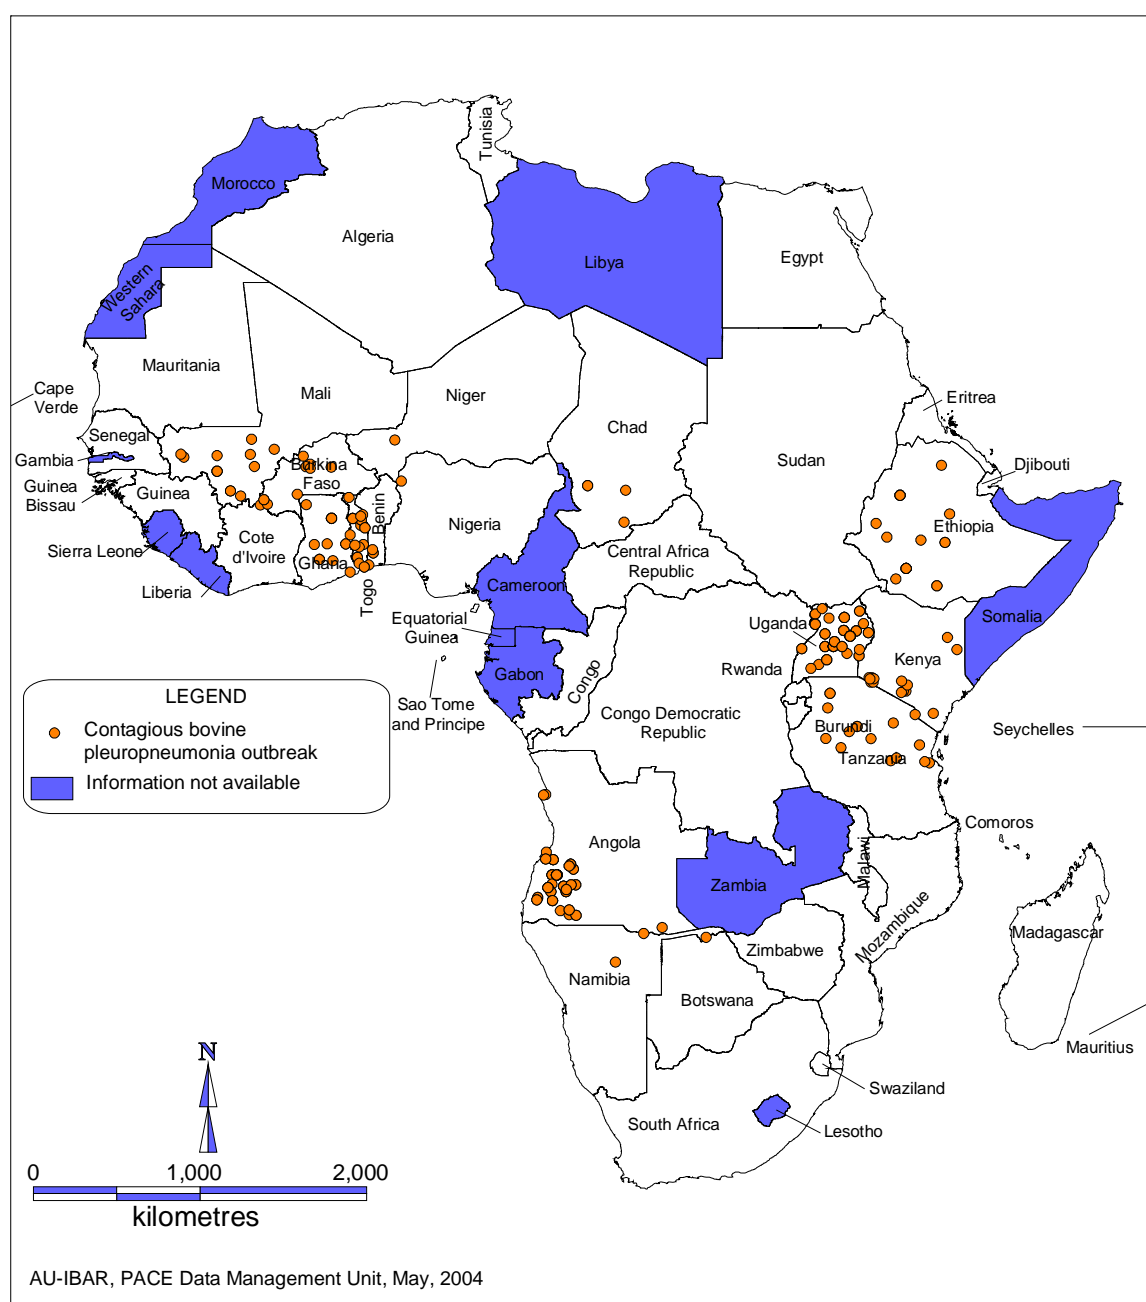 Tunisia
Morocco
Algeria
Libya
Egypt
Western
Sahara
Mauritania
Mali
Niger
Chad
Sudan
Eritrea
Cape
Verde
Senegal
Gambia
Guinea
Bissau
Guinea
Burkina
Faso
Benin
Nigeria
Djibouti
Ethiopia
Sierra Leone
Cote
d'Ivoire
Ghana
Togo
Liberia
Central Africa
Republic
Cameroon
Equatorial
Guinea
Gabon
Congo
Sao Tome
and Principe
Uganda
Rwanda
Kenya
Somalia
Congo Democratic
Republic
Burundi
Tanzania
Seychelles
LEGEND
Contagious bovine
pleuropneumonia outbreak
Information not available
Angola
Zambia
Malawi
Comoros
Mozambique
Madagascar
Zimbabwe
Namibia
Botswana
Mauritius
Swaziland
South Africa
Lesotho
N
0 1,000 2,000
kilometres
AU-IBAR, PACE Data Management Unit, May, 2004